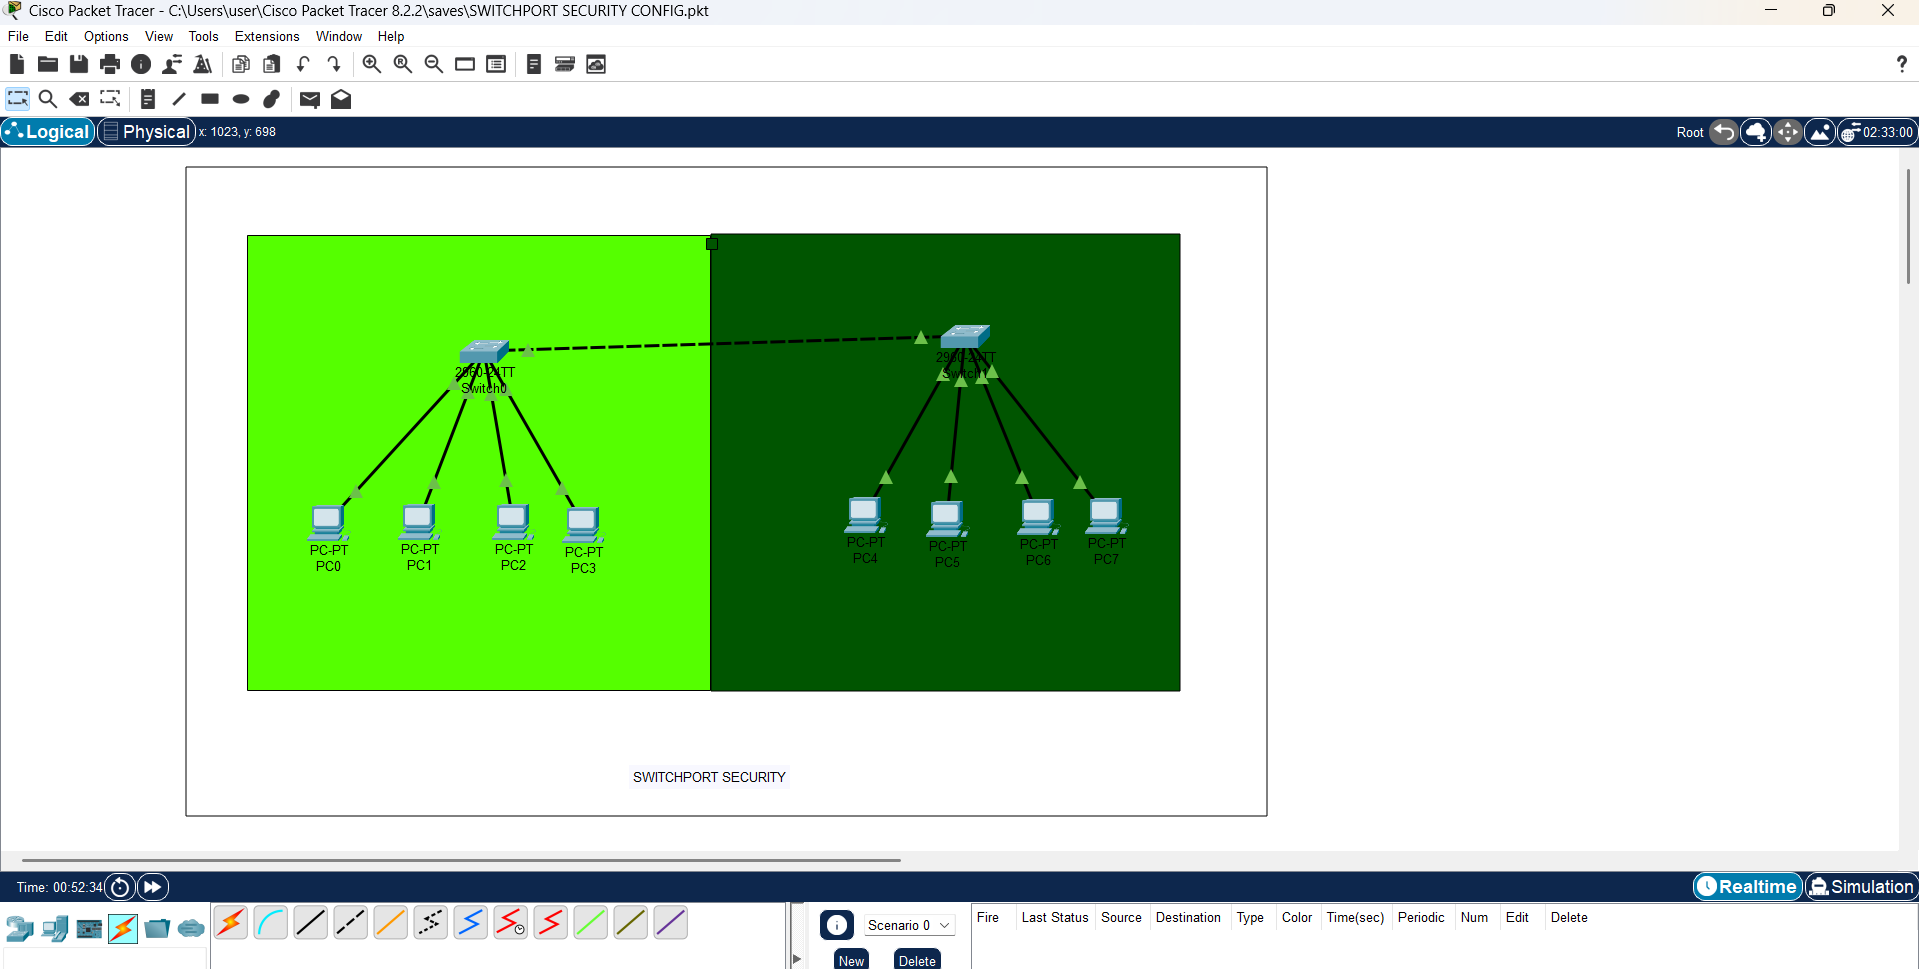 Cisco Packet Tracer - C:\Users\user\Cisco Packet Tracer 8.2.2\saves\SWITCHPORT SECURITY CONFIG.pkt
File Edit Options View Tools Extensions Window Help
Logical Physical x: 1023, y: 698 Root 02:33:00
2960-24TT
Switch0
2960-24TT
Switch1
PC-PT
PC0
PC-PT
PC1
PC-PT
PC2
PC-PT
PC3
PC-PT
PC4
PC-PT
PC5
PC-PT
PC6
PC-PT
PC7
SWITCHPORT SECURITY
Time: 00:52:34 Realtime Simulation
Scenario 0
New Delete
Fire Last Status Source Destination Type Color Time(sec) Periodic Num Edit Delete